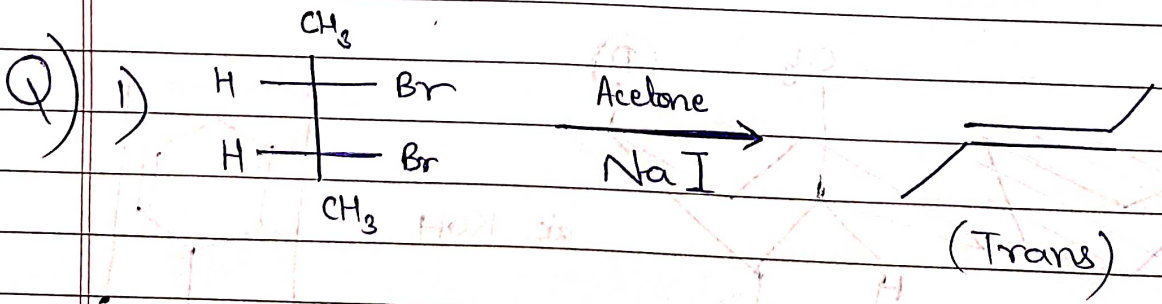 CH3
Q) 1) H Br Acetone
H Br NaI
CH3
(Trans)